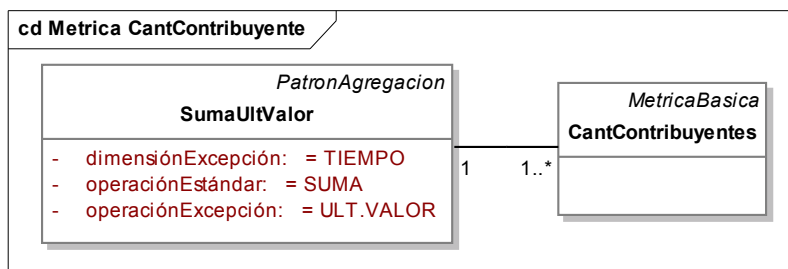 cd Metrica CantContribuyente
PatronAgregacion
SumaUltValor
- dimensiónExcepción: = TIEMPO
- operaciónEstándar: = SUMA
- operaciónExcepción: = ULT.VALOR
1
1..*
MetricaBasica
CantContribuyentes